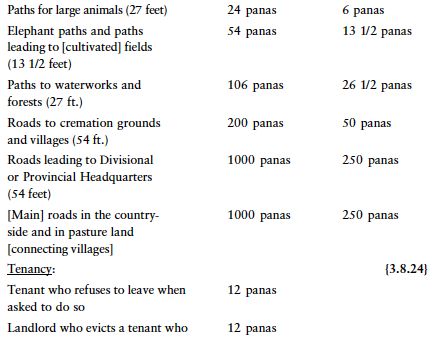 Paths for large animals (27 feet) 24 panas 6 panas
Elephant paths and paths 54 panas 13 1/2 panas
leading to [cultivated] fields
(13 1/2 feet)
Paths to waterworks and 106 panas 26 1/2 panas
forests (27 ft.)
Roads to cremation grounds 200 panas 50 panas
and villages (54 ft.)
Roads leading to Divisional 1000 panas 250 panas
or Provincial Headquarters
(54 feet)
[Main] roads in the country- 1000 panas 250 panas
side and in pasture land
[connecting villages]
Tenancy: {3.8.24}
Tenant who refuses to leave when 12 panas
asked to do so
Landlord who evicts a tenant who 12 panas